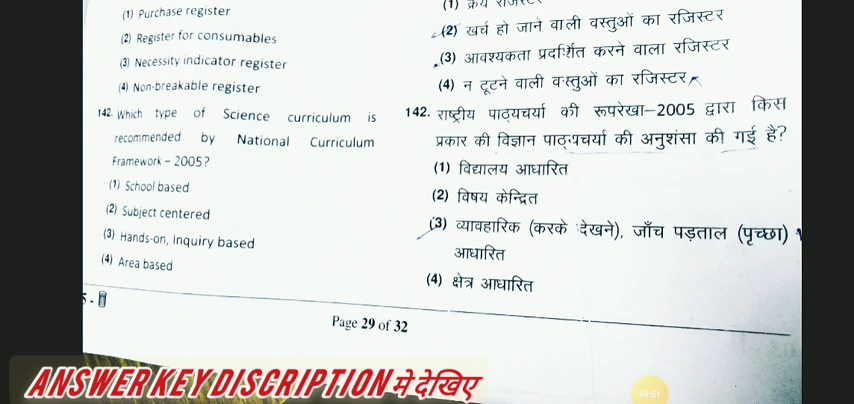 (1) Purchase register
(2) Register for consumables
(3) Necessity indicator register
(4) Non-breakable register
142. Which type of Science curriculum is
recommended by National Curriculum
Framework – 2005?
(1) School based
(2) Subject centered
(3) Hands-on, Inquiry based
(4) Area based
(1) क्रय रजिस्टर
(2) खर्च हो जाने वाली वस्तुओं का रजिस्टर
(3) आवश्यकता प्रदर्शित करने वाला रजिस्टर
(4) न टूटने वाली वस्तुओं का रजिस्टर
142. राष्ट्रीय पाठ्यचर्या की रूपरेखा–2005 द्वारा किस
प्रकार की विज्ञान पाठ्यचर्या की अनुशंसा की गई है?
(1) विद्यालय आधारित
(2) विषय केन्द्रित
(3) व्यावहारिक (करके देखने), जाँच पड़ताल (पृच्छा)
आधारित
(4) क्षेत्र आधारित
Page 29 of 32
ANSWER KEY DISCRIPTION मे देखिए
49:51